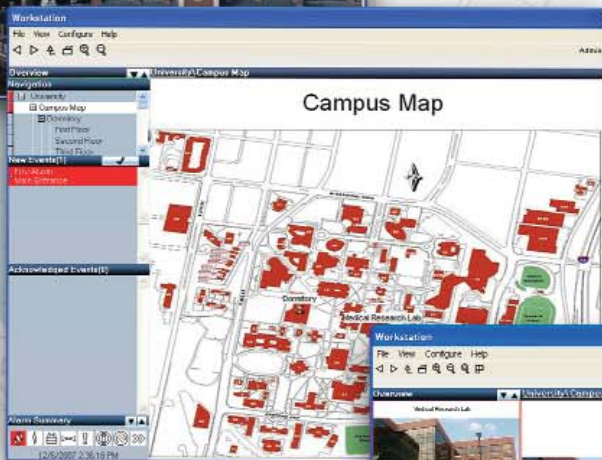 Workstation
File View Configure Help
Overview
University\Campus Map
Navigation
University
Campus Map
Dormitory
First Floor
Second Floor
Third Floor
New Events(1)
Fire Alarm
Main Entrance
Acknowledged Events(0)
Alarm Summary
12/6/2007 2:36:18 PM
Campus Map
Dormitory
Medical Research Lab
Workstation
File View Configure Help
Overview
University\Campus
Medical Research Lab